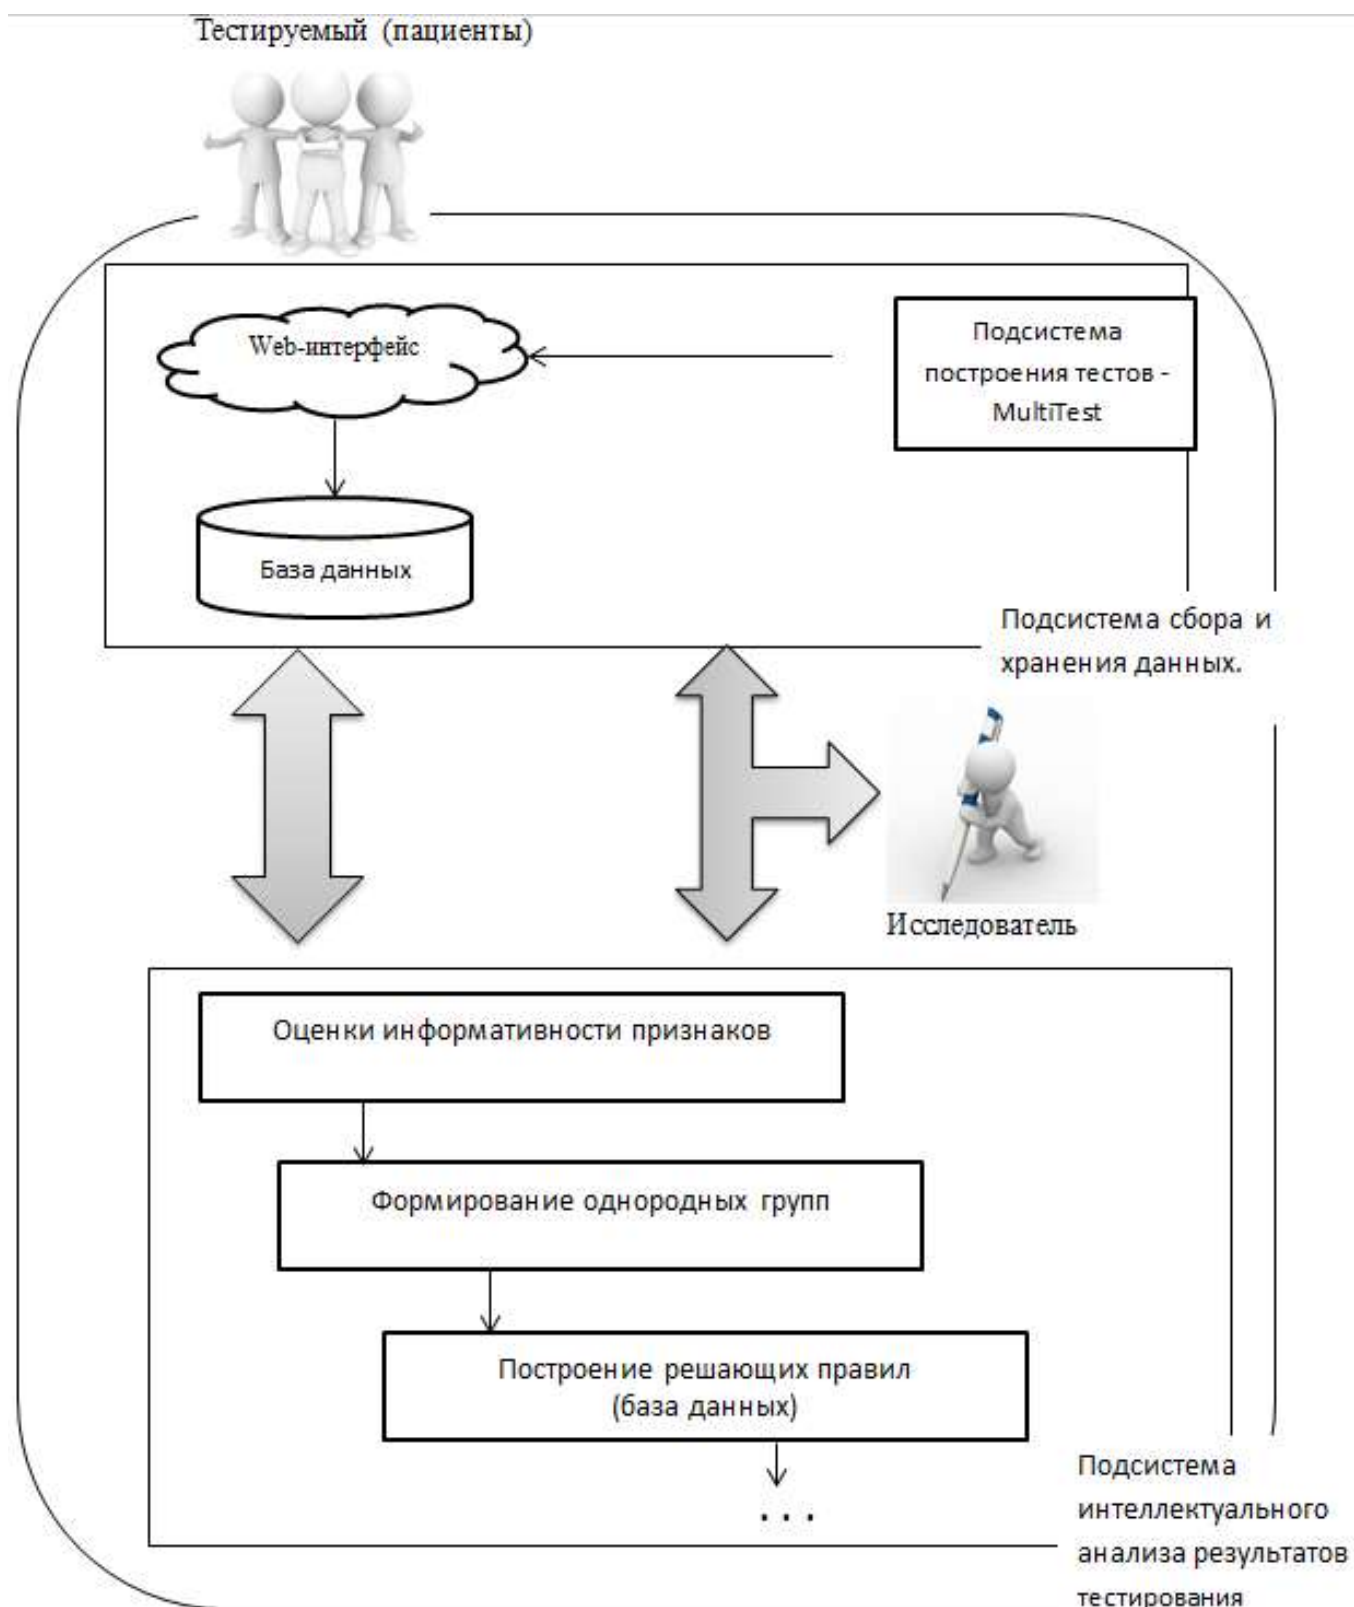 Тестируемый (пациенты)
Web-интерфейс
Подсистема
построения тестов -
MultiTest
База данных
Подсистема сбора и
хранения данных.
Исследователь
Оценки информативности признаков
Формирование однородных групп
Построение решающих правил
(база данных)
...
Подсистема
интеллектуального
анализа результатов
тестирования